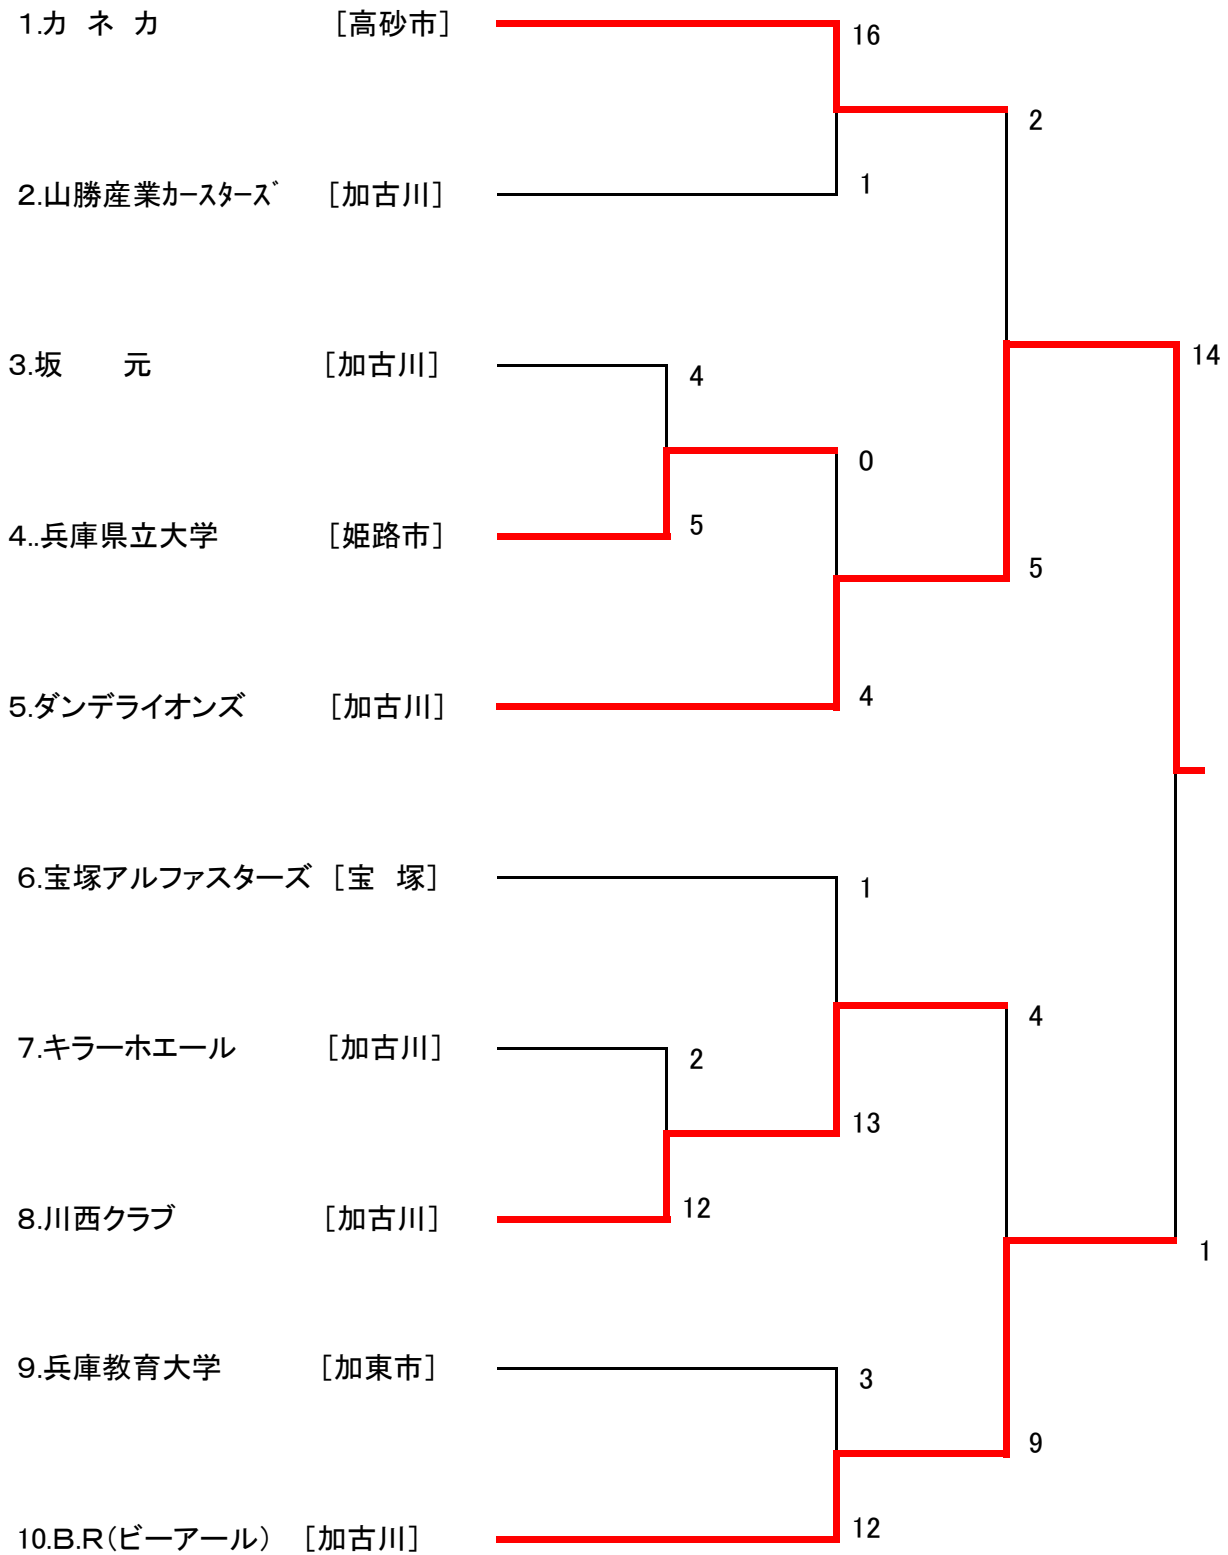 1.カ ネ カ ［高砂市］ 16
2
2.山勝産業ｶｰｽﾀｰｽﾞ ［加古川］ 1
14
3.坂 元 ［加古川］ 4
0
4..兵庫県立大学 ［姫路市］ 5
5
5.ダンデライオンズ ［加古川］ 4
6.宝塚アルファスターズ ［宝 塚］ 1
4
7.キラーホエール ［加古川］ 2
13
8.川西クラブ ［加古川］ 12
1
9.兵庫教育大学 ［加東市］ 3
9
10.B.R（ビーアール） ［加古川］ 12